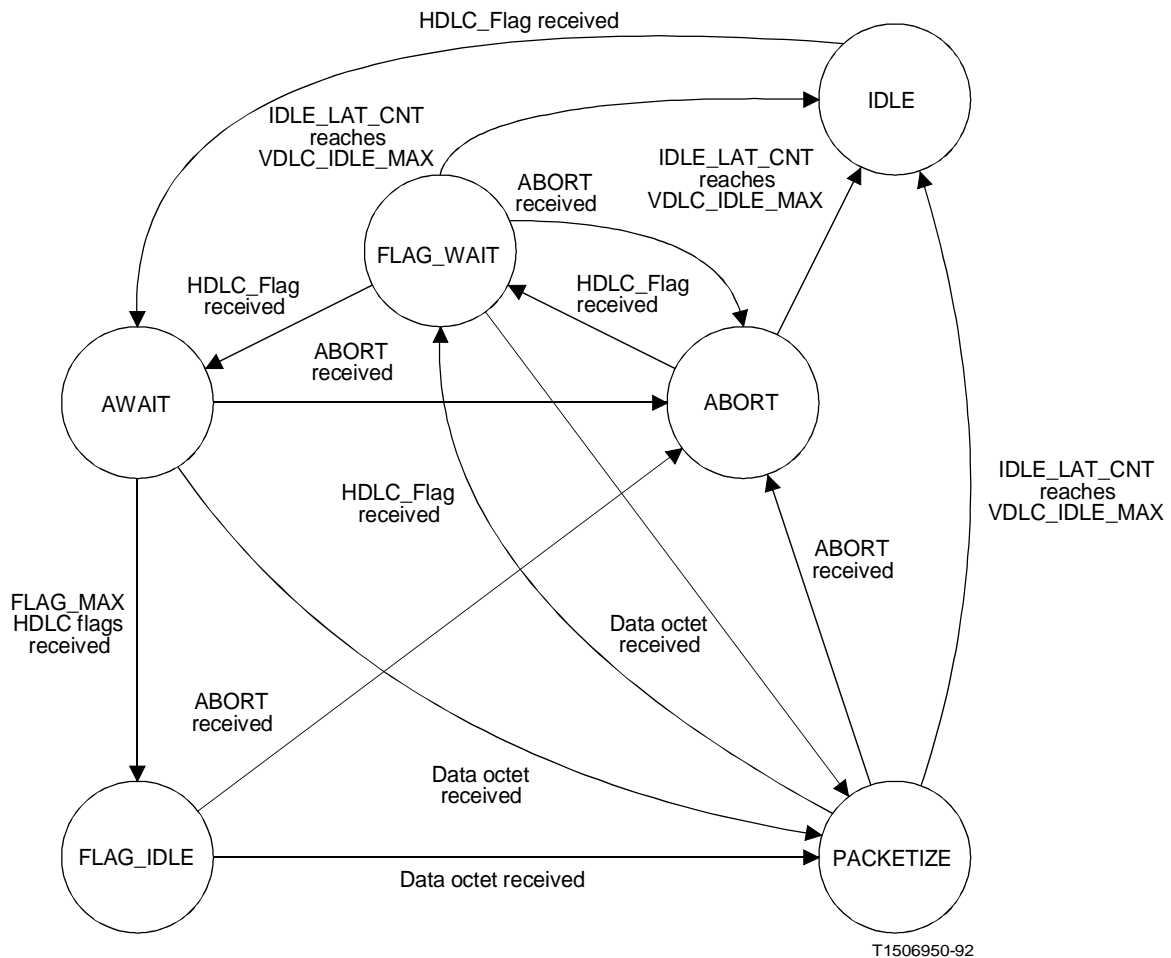 HDLC_Flag received
IDLE
IDLE_LAT_CNT
reaches
VDLC_IDLE_MAX
IDLE_LAT_CNT
reaches
VDLC_IDLE_MAX
ABORT
received
FLAG_WAIT
HDLC_Flag
received
HDLC_Flag
received
ABORT
received
AWAIT
ABORT
HDLC_Flag
received
IDLE_LAT_CNT
reaches
VDLC_IDLE_MAX
ABORT
received
FLAG_MAX
HDLC flags
received
Data octet
received
ABORT
received
Data octet
received
FLAG_IDLE
PACKETIZE
Data octet received
T1506950-92